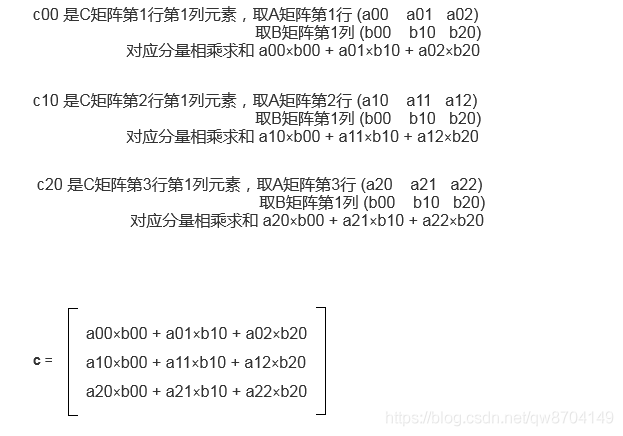 c00 是C矩阵第1行第1列元素，取A矩阵第1行 (a00 a01 a02)
取B矩阵第1列 (b00 b10 b20)
对应分量相乘求和 a00×b00 + a01×b10 + a02×b20
c10 是C矩阵第2行第1列元素，取A矩阵第2行 (a10 a11 a12)
取B矩阵第1列 (b00 b10 b20)
对应分量相乘求和 a10×b00 + a11×b10 + a12×b20
c20 是C矩阵第3行第1列元素，取A矩阵第3行 (a20 a21 a22)
取B矩阵第1列 (b00 b10 b20)
对应分量相乘求和 a20×b00 + a21×b10 + a22×b20
a00×b00 + a01×b10 + a02×b20
c = a10×b00 + a11×b10 + a12×b20
a20×b00 + a21×b10 + a22×b20
https://blog.csdn.net/qw8704149